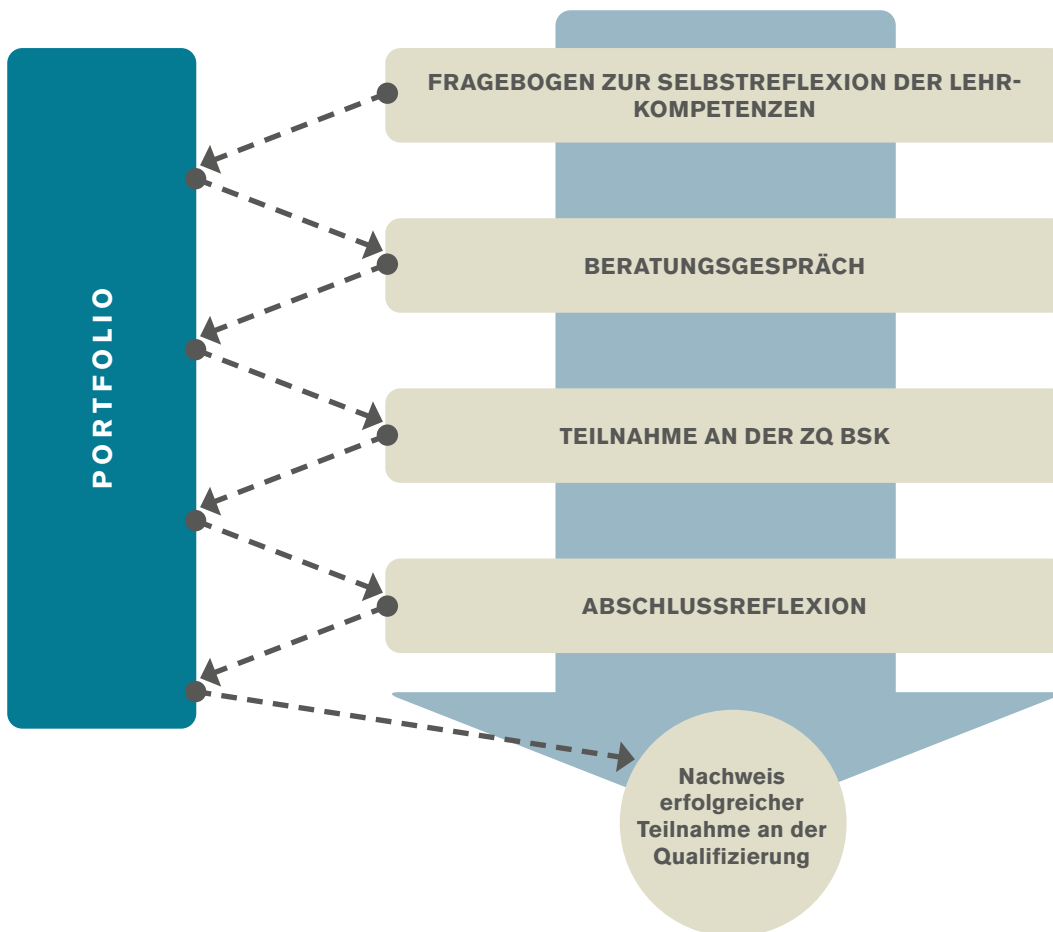 FRAGEBOGEN ZUR SELBSTREFLEXION DER LEHR-
KOMPETENZEN
BERATUNGSGESPRÄCH
PORTFOLIO
TEILNAHME AN DER ZQ BSK
ABSCHLUSSREFLEXION
Nachweis
erfolgreicher
Teilnahme an der
Qualifizierung